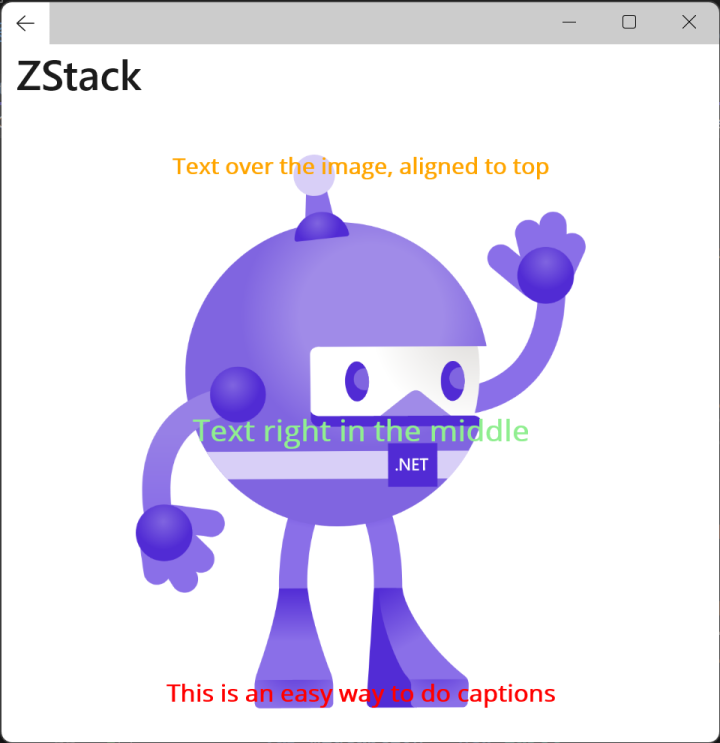 ZStack
Text over the image, aligned to top
Text right in the middle
.NET
This is an easy way to do captions